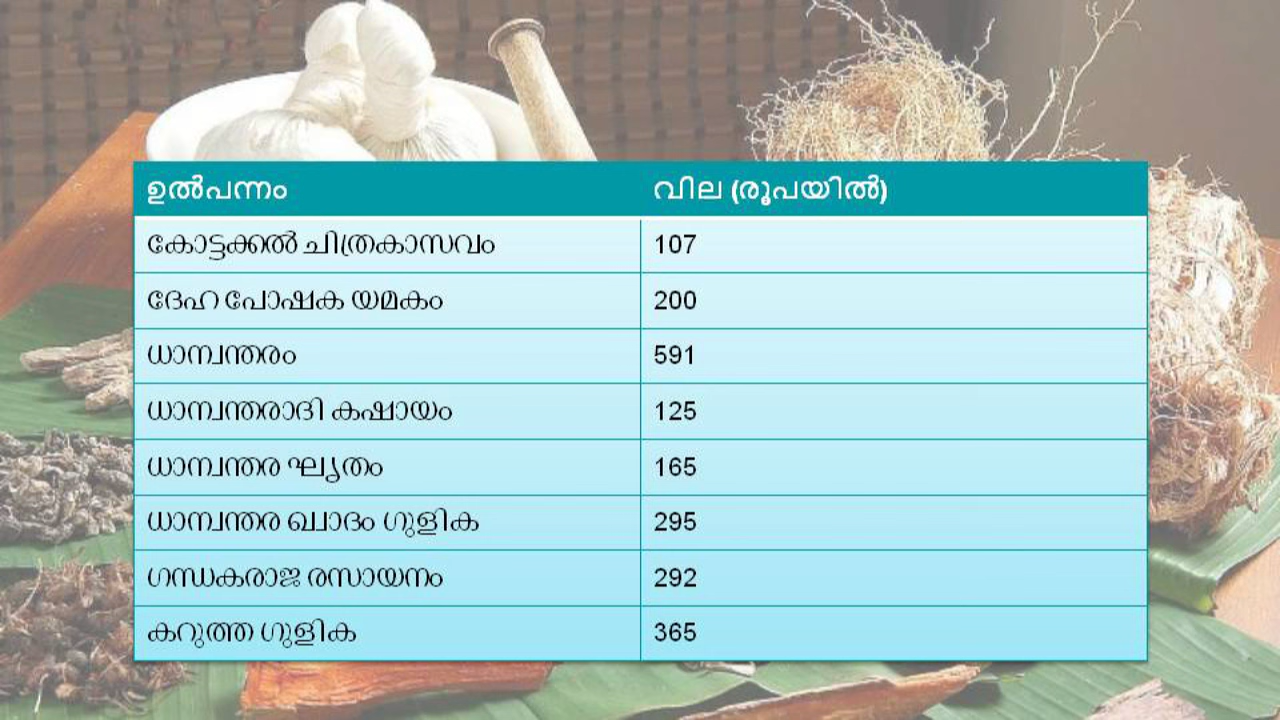 ഉൽപന്നം വില (രൂപയിൽ)
കോട്ടക്കൽ ചിത്രകാസവം 107
ദേഹ പോഷക യമകം 200
ധാന്വന്തരം 591
ധാന്വന്തരാദി കഷായം 125
ധാന്വന്തര ഘൃതം 165
ധാന്വന്തര ഖ്വാദം ഗുളിക 295
ഗന്ധകരാജ രസായനം 292
കറുത്ത ഗുളിക 365